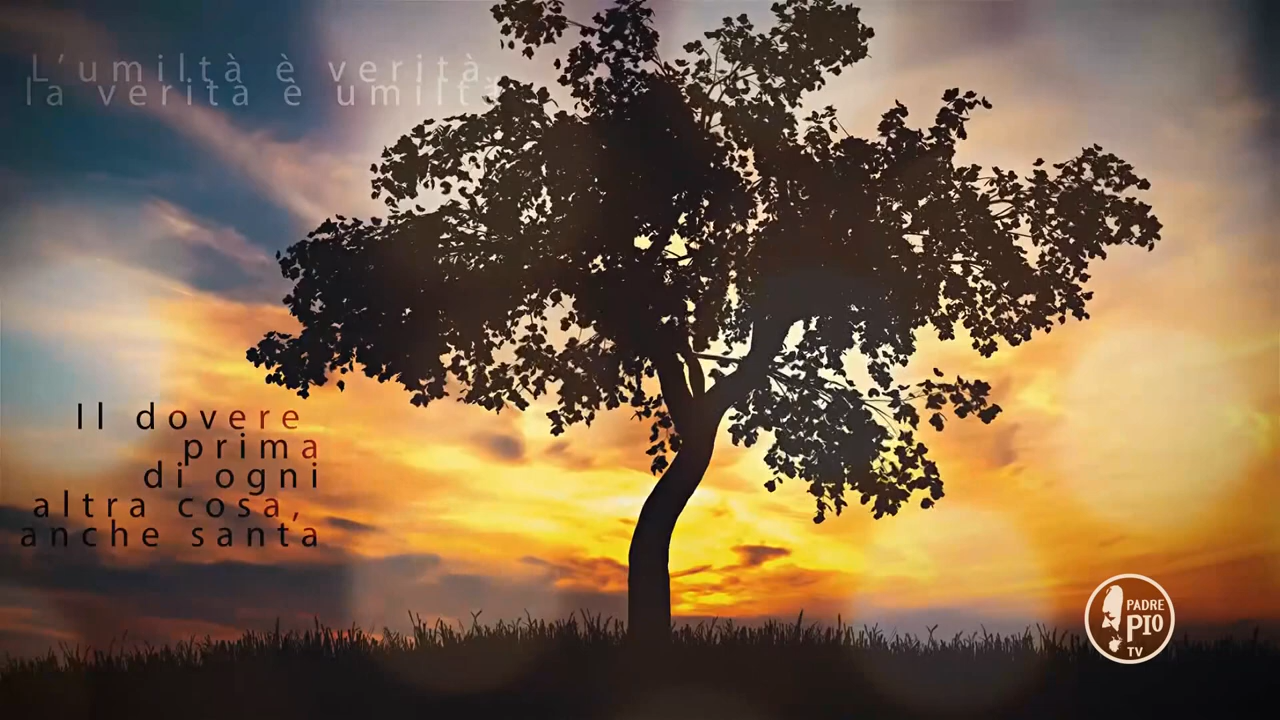 L'umiltà è verità,
la verità è umiltà
Il dovere
prima
di ogni
altra cosa,
anche santa
PADRE
PIO
TV